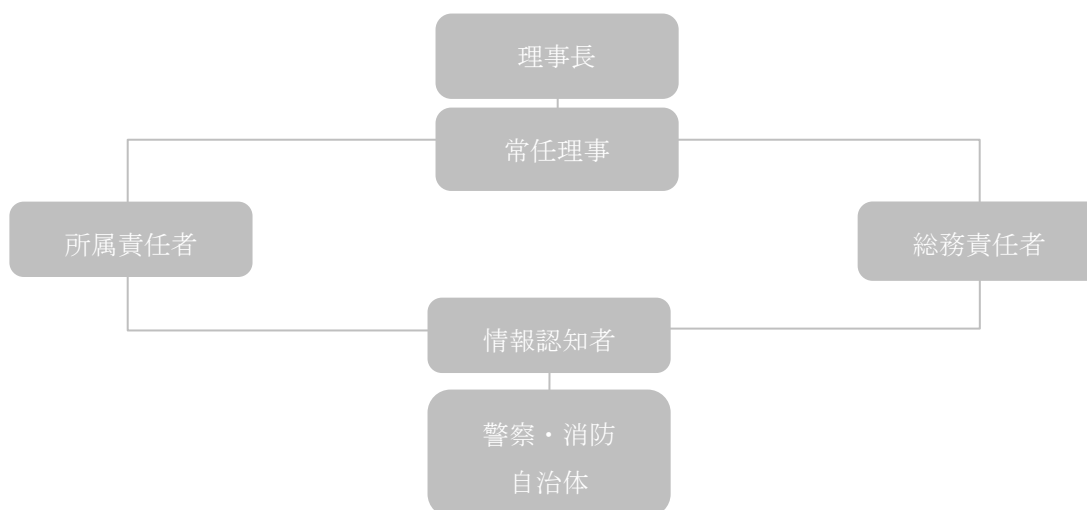 理事長
常任理事
所属責任者
総務責任者
情報認知者
警察・消防
自治体